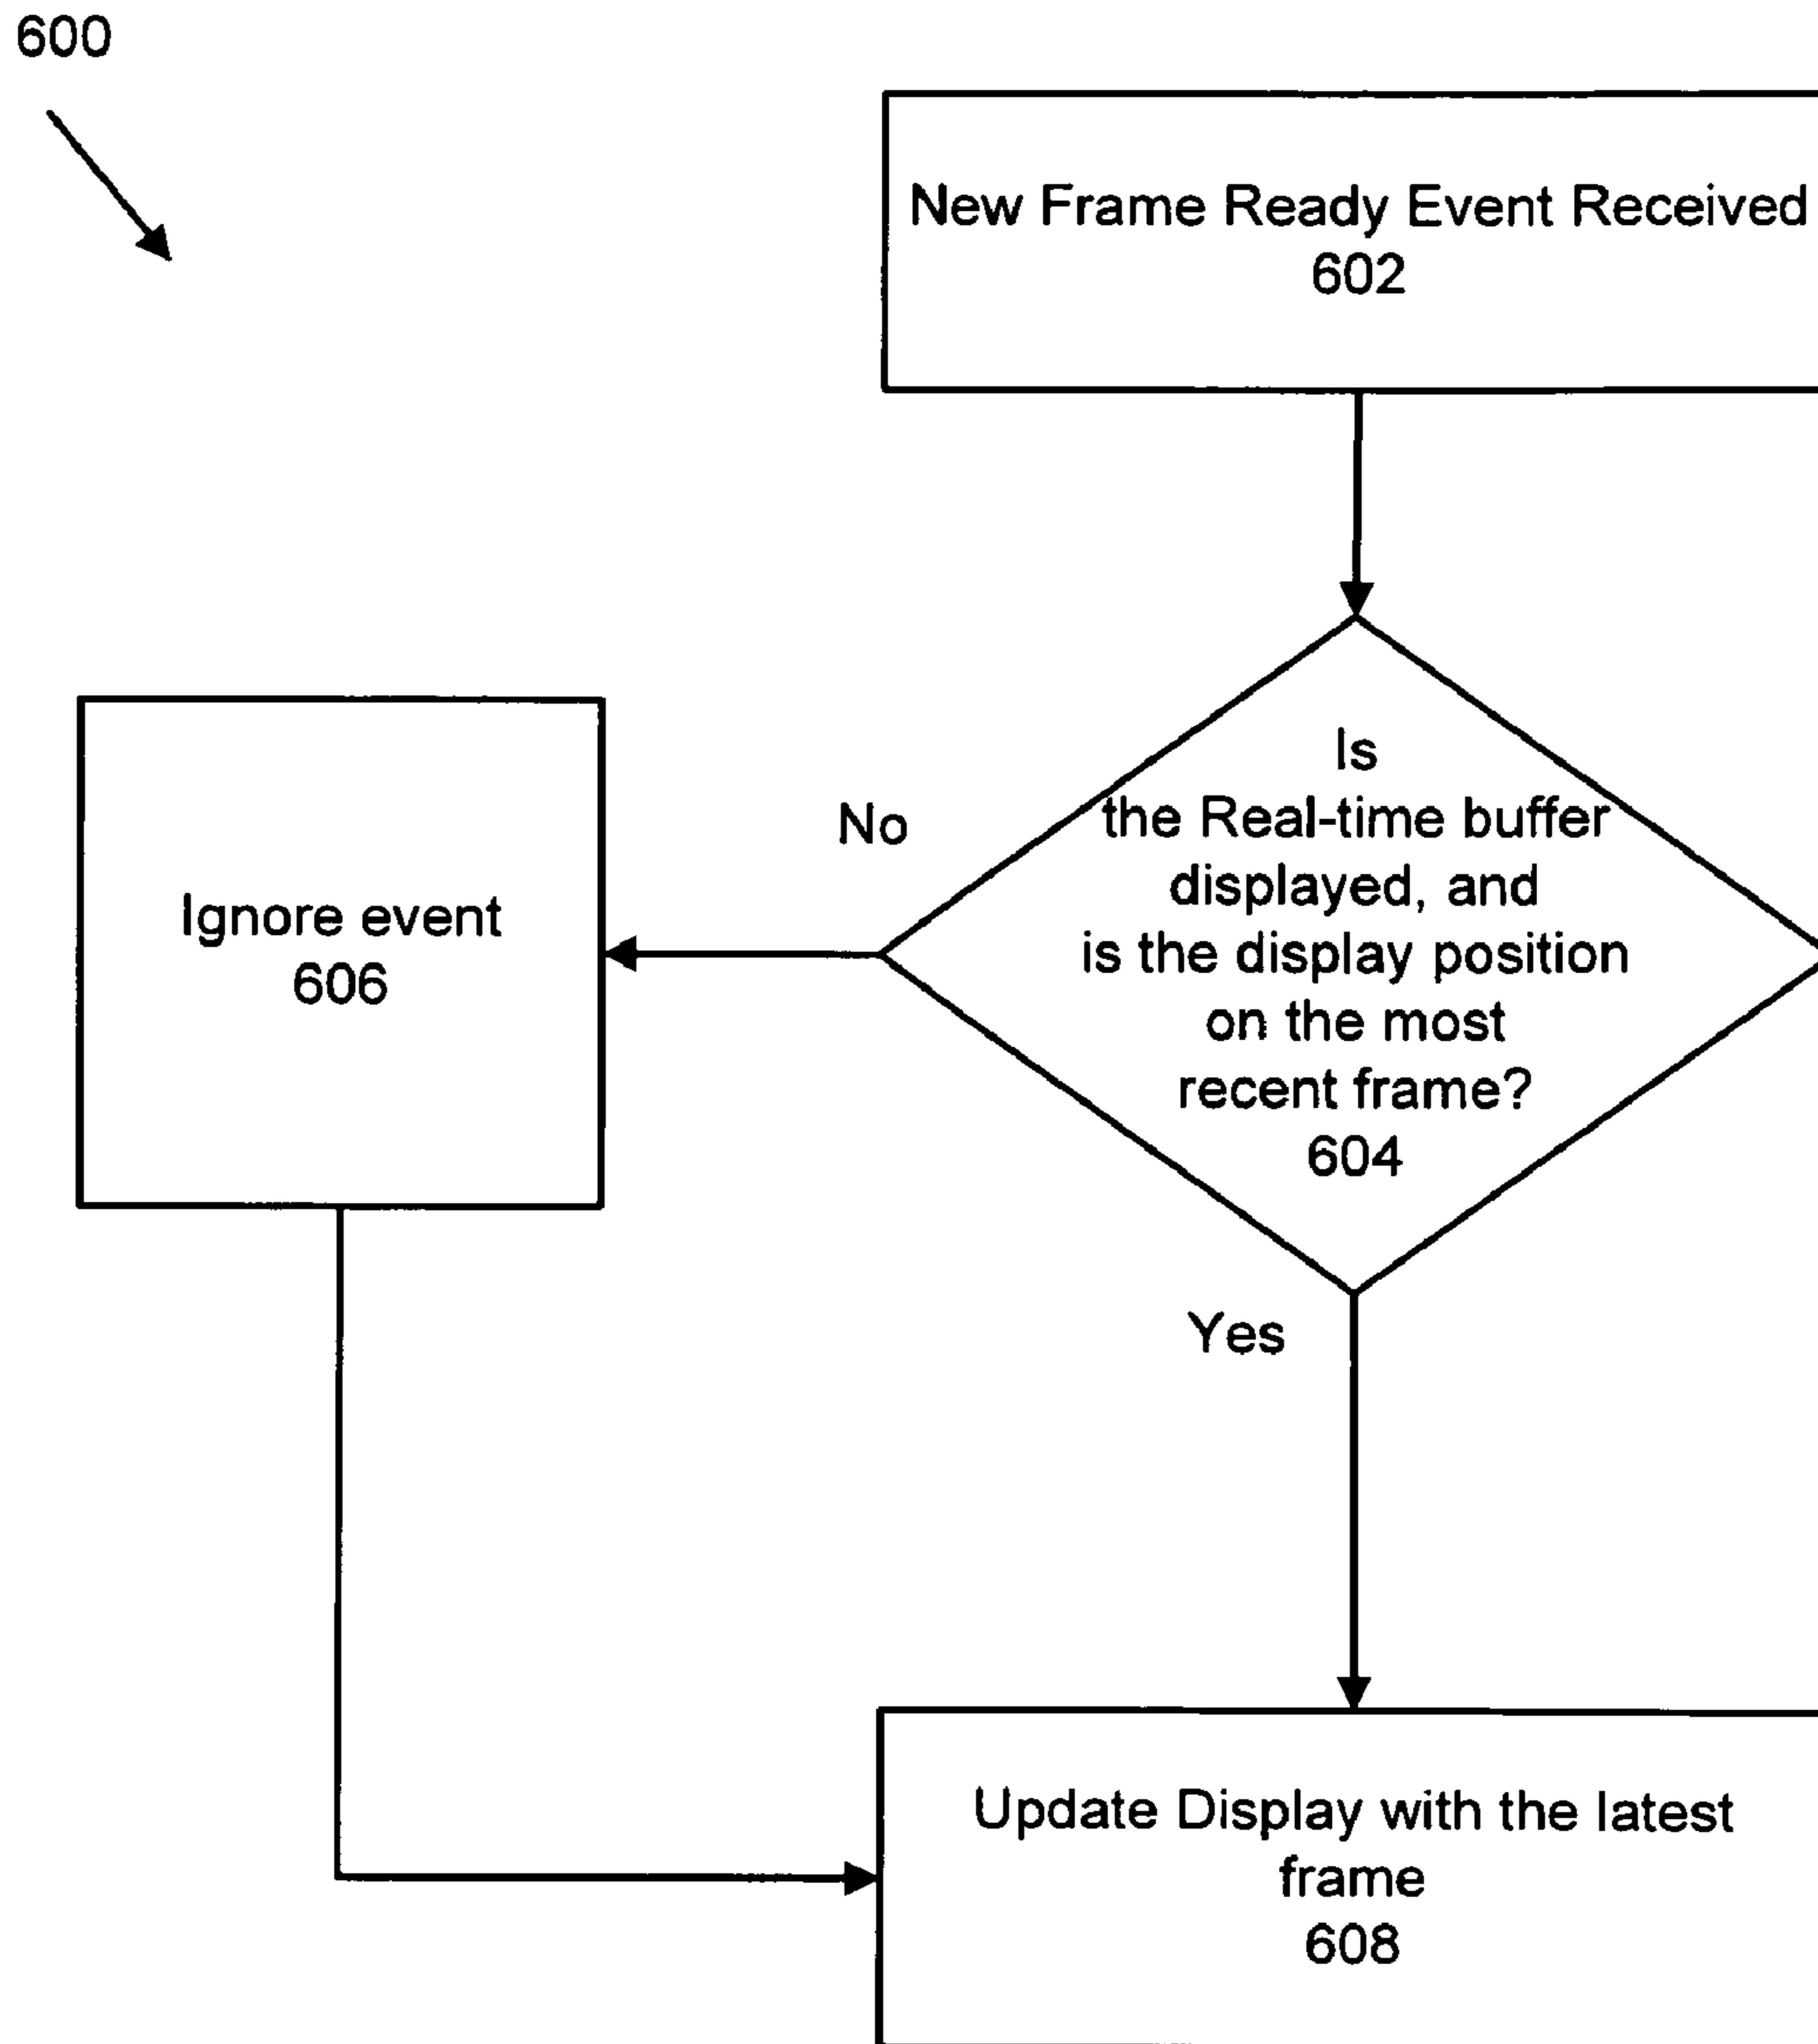 600
New Frame Ready Event Received
602
Is
the Real-time buffer
displayed, and
is the display position
on the most
recent frame?
604
No
Ignore event
606
Yes
Update Display with the latest
frame
608